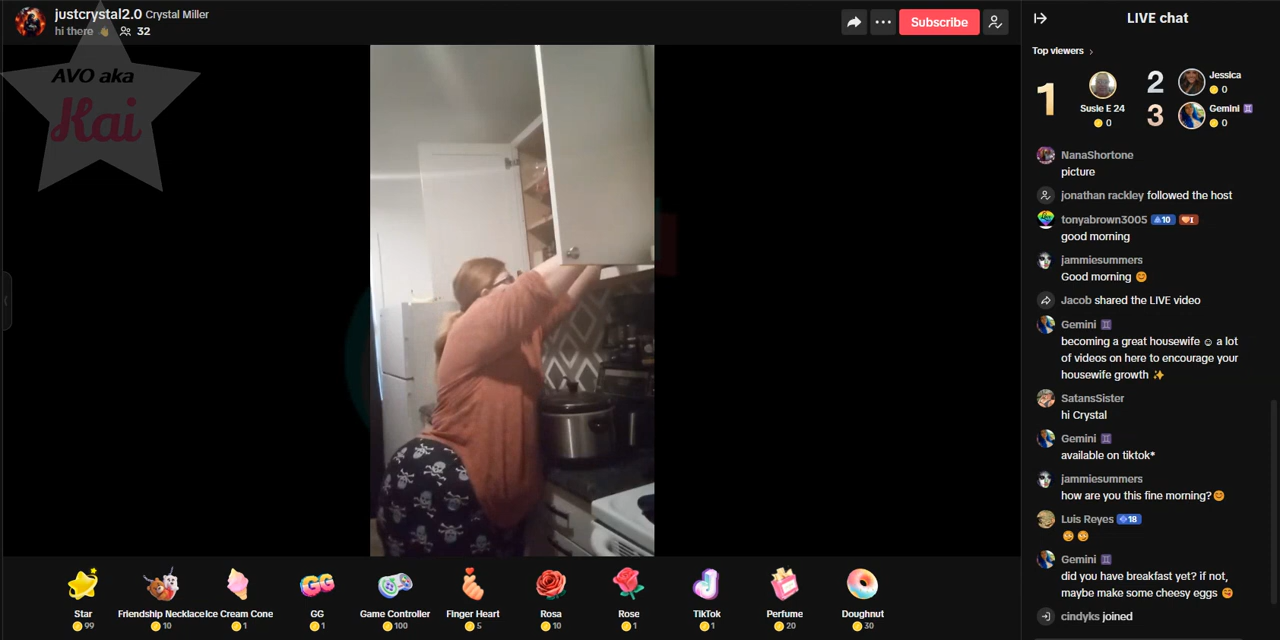 justcrystal2.0 Crystal Miller
hi there 👋 32
Subscribe
AVO aka
Kai
LIVE chat
Top viewers
1
Susie E 24
0
2
Jessica
0
3
Gemini ♊
0
NanaShortone
picture
jonathan rackley followed the host
tonyabrown3005 10 I
good morning
jammiesummers
Good morning 😊
Jacob shared the LIVE video
Gemini ♊
becoming a great housewife ☺ a lot
of videos on here to encourage your
housewife growth ✨
SatansSister
hi Crystal
Gemini ♊
available on tiktok*
jammiesummers
how are you this fine morning?😊
Luis Reyes 18
Gemini ♊
did you have breakfast yet? if not,
maybe make some cheesy eggs 😊
cindyks joined
Star
99
Friendship Necklace
10
Ice Cream Cone
1
GG
GG
1
Game Controller
100
Finger Heart
5
Rosa
10
Rose
1
TikTok
1
Perfume
20
Doughnut
30